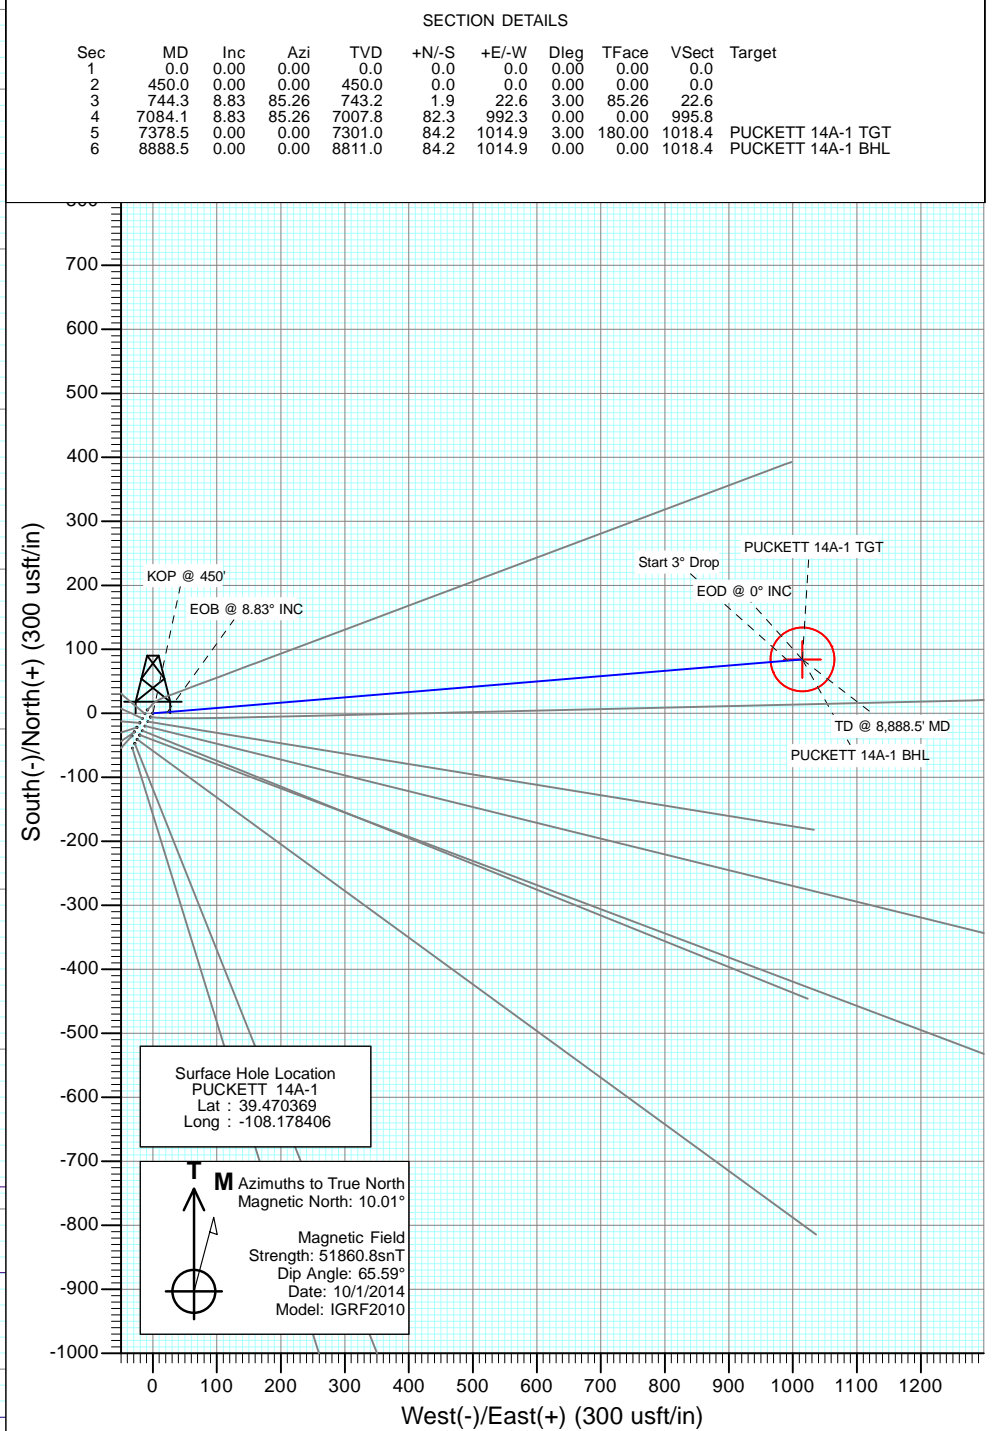 SECTION DETAILS
Sec MD Inc Azi TVD +N/-S +E/-W Dleg TFace VSect Target
1 0.0 0.00 0.00 0.0 0.0 0.0 0.00 0.00 0.0
2 450.0 0.00 0.00 450.0 0.0 0.0 0.00 0.00 0.0
3 744.3 8.83 85.26 743.2 1.9 22.6 3.00 85.26 22.6
4 7084.1 8.83 85.26 7007.8 82.3 992.3 0.00 0.00 995.8
5 7378.5 0.00 0.00 7301.0 84.2 1014.9 3.00 180.00 1018.4 PUCKETT 14A-1 TGT
6 8888.5 0.00 0.00 8811.0 84.2 1014.9 0.00 0.00 1018.4 PUCKETT 14A-1 BHL
700
600
500
400
300
200
100
0
-100
-200
-300
-400
-500
-600
-700
-800
-900
-1000
South(-)/North(+) (300 usft/in)
KOP @ 450'
EOB @ 8.83° INC
Start 3° Drop
PUCKETT 14A-1 TGT
EOD @ 0° INC
TD @ 8,888.5' MD
PUCKETT 14A-1 BHL
Surface Hole Location
PUCKETT 14A-1
Lat : 39.470369
Long : -108.178406
T
M
Azimuths to True North
Magnetic North: 10.01°
Magnetic Field
Strength: 51860.8snT
Dip Angle: 65.59°
Date: 10/1/2014
Model: IGRF2010
0 100 200 300 400 500 600 700 800 900 1000 1100 1200
West(-)/East(+) (300 usft/in)